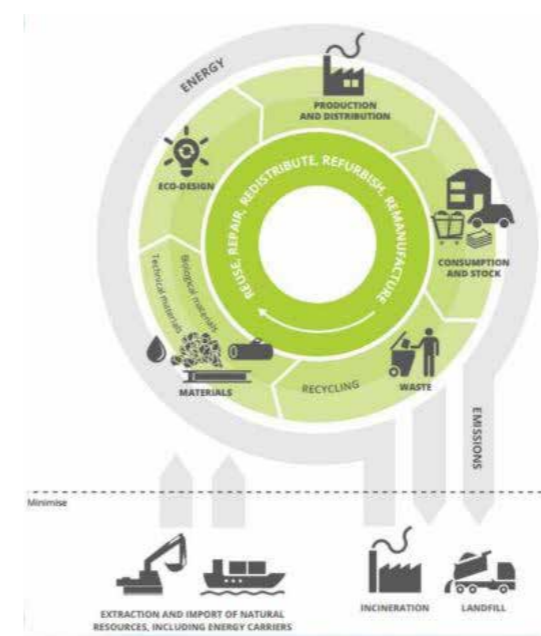 ENERGY
PRODUCTION
AND DISTRIBUTION
ECO-DESIGN
REUSE, REPAIR, REDISTRIBUTE, REFURBISH, REMANUFACTURE
CONSUMPTION
AND STOCK
Technical materials
Biological materials
MATERIALS
RECYCLING
WASTE
EMISSIONS
Minimise
EXTRACTION AND IMPORT OF NATURAL
RESOURCES, INCLUDING ENERGY CARRIERS
INCINERATION
LANDFILL